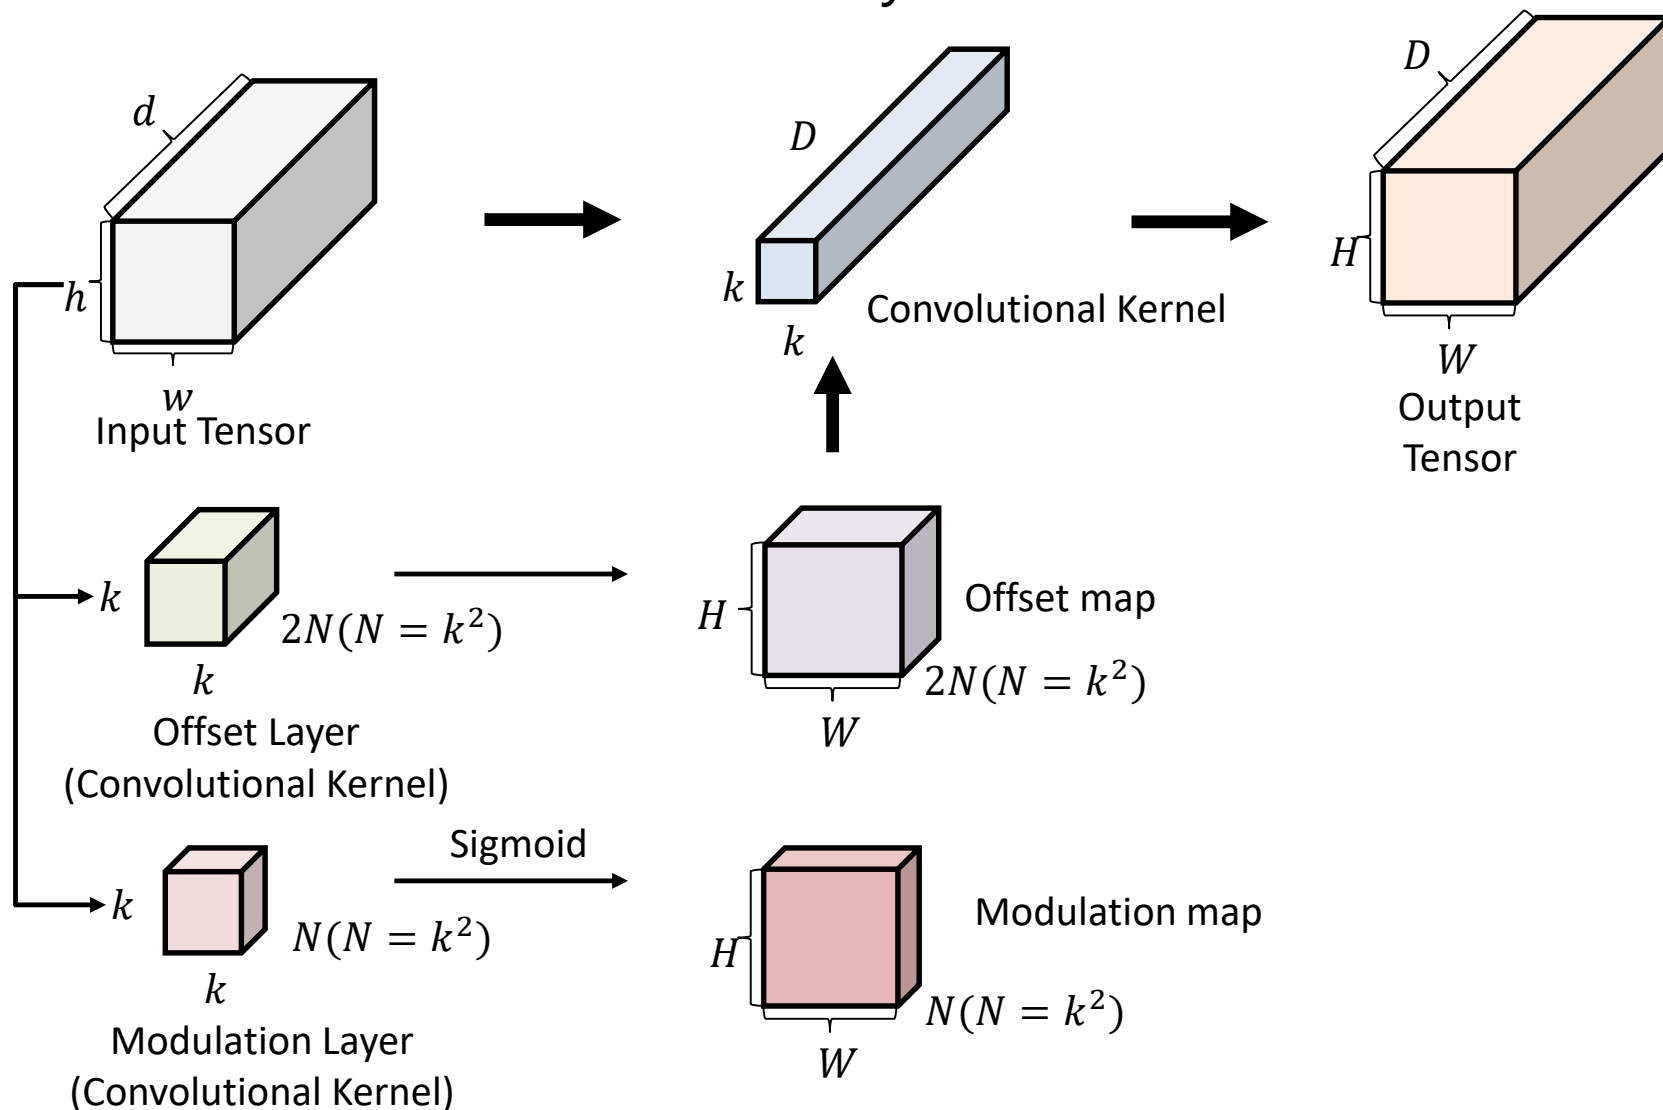 d
h
w
Input Tensor
D
k
k
Convolutional Kernel
D
H
W
Output
Tensor
k
2N(N = k²)
k
Offset Layer
(Convolutional Kernel)
H
Offset map
2N(N = k²)
W
Sigmoid
k
N(N = k²)
k
Modulation Layer
(Convolutional Kernel)
H
Modulation map
N(N = k²)
W